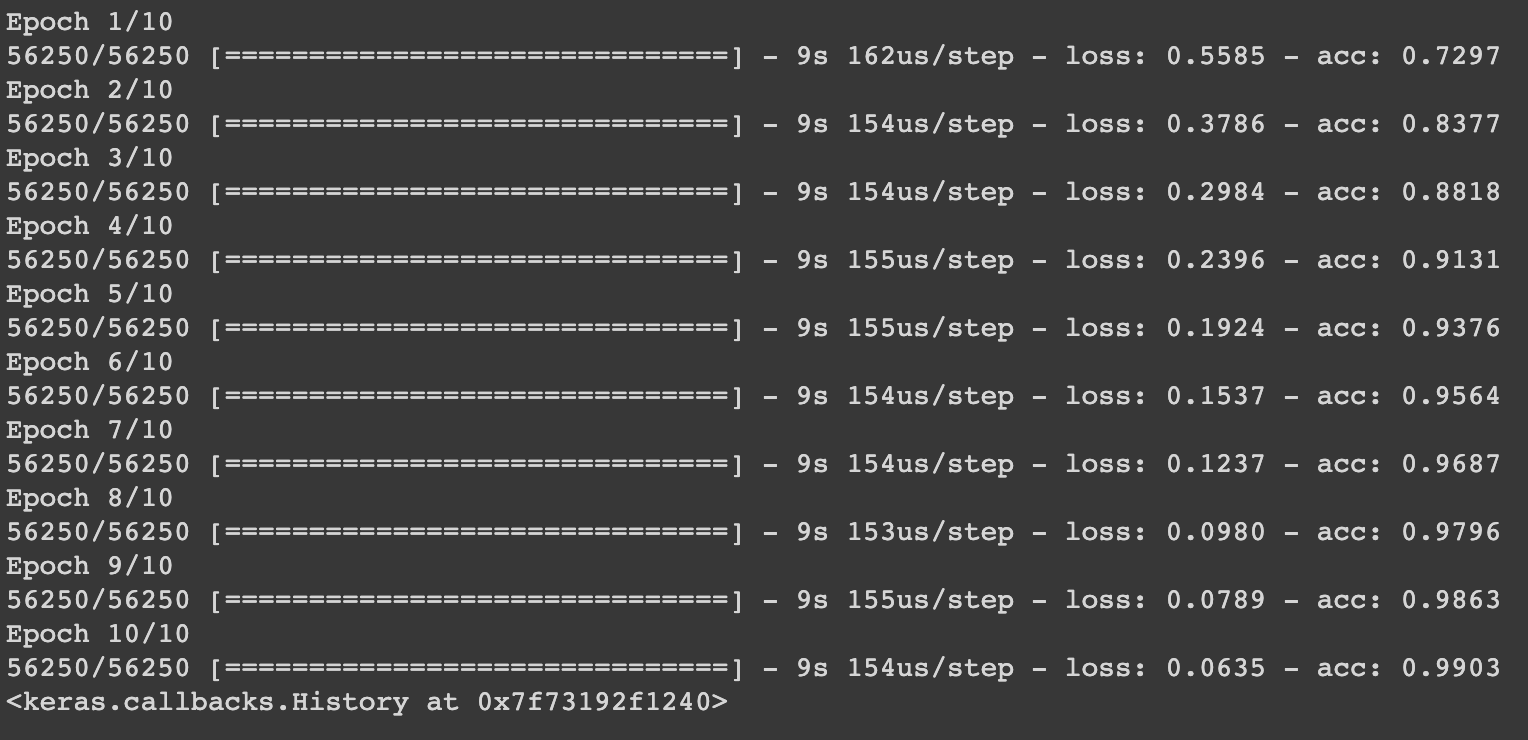 Epoch 1/10
56250/56250 [==============================] - 9s 162us/step - loss: 0.5585 - acc: 0.7297
Epoch 2/10
56250/56250 [==============================] - 9s 154us/step - loss: 0.3786 - acc: 0.8377
Epoch 3/10
56250/56250 [==============================] - 9s 154us/step - loss: 0.2984 - acc: 0.8818
Epoch 4/10
56250/56250 [==============================] - 9s 155us/step - loss: 0.2396 - acc: 0.9131
Epoch 5/10
56250/56250 [==============================] - 9s 155us/step - loss: 0.1924 - acc: 0.9376
Epoch 6/10
56250/56250 [==============================] - 9s 154us/step - loss: 0.1537 - acc: 0.9564
Epoch 7/10
56250/56250 [==============================] - 9s 154us/step - loss: 0.1237 - acc: 0.9687
Epoch 8/10
56250/56250 [==============================] - 9s 153us/step - loss: 0.0980 - acc: 0.9796
Epoch 9/10
56250/56250 [==============================] - 9s 155us/step - loss: 0.0789 - acc: 0.9863
Epoch 10/10
56250/56250 [==============================] - 9s 154us/step - loss: 0.0635 - acc: 0.9903
<keras.callbacks.History at 0x7f73192f1240>